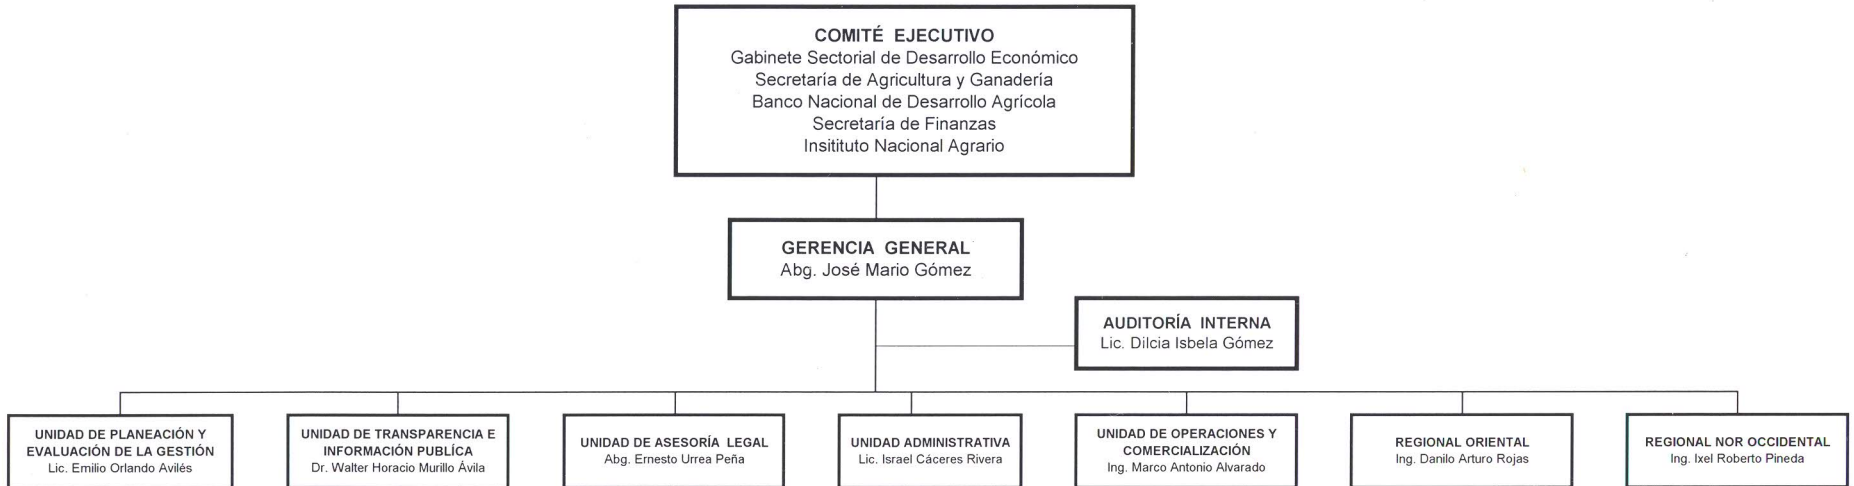 COMITÉ EJECUTIVO
Gabinete Sectorial de Desarrollo Económico
Secretaría de Agricultura y Ganadería
Banco Nacional de Desarrollo Agrícola
Secretaría de Finanzas
Insitituto Nacional Agrario
GERENCIA GENERAL
Abg. José Mario Gómez
AUDITORÍA INTERNA
Lic. Dilcia Isbela Gómez
UNIDAD DE PLANEACIÓN Y
EVALUACIÓN DE LA GESTIÓN
Lic. Emilio Orlando Avilés
UNIDAD DE TRANSPARENCIA E
INFORMACIÓN PUBLÍCA
Dr. Walter Horacio Murillo Ávila
UNIDAD DE ASESORÍA LEGAL
Abg. Ernesto Urrea Peña
UNIDAD ADMINISTRATIVA
Lic. Israel Cáceres Rivera
UNIDAD DE OPERACIONES Y
COMERCIALIZACIÓN
Ing. Marco Antonio Alvarado
REGIONAL ORIENTAL
Ing. Danilo Arturo Rojas
REGIONAL NOR OCCIDENTAL
Ing. Ixel Roberto Pineda